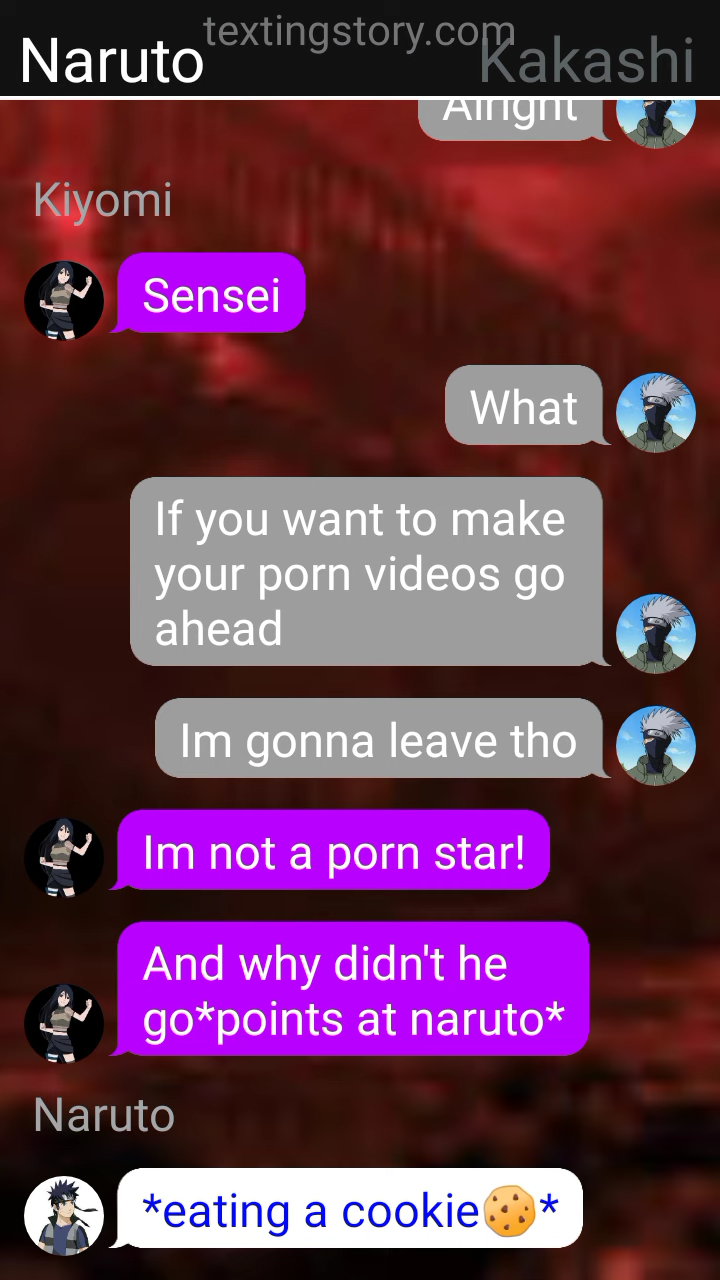 textingstory.com
Naruto
Kakashi
Alright
Kiyomi
Sensei
What
If you want to make
your porn videos go
ahead
Im gonna leave tho
Im not a porn star!
And why didn't he
go*points at naruto*
Naruto
*eating a cookie🍪*